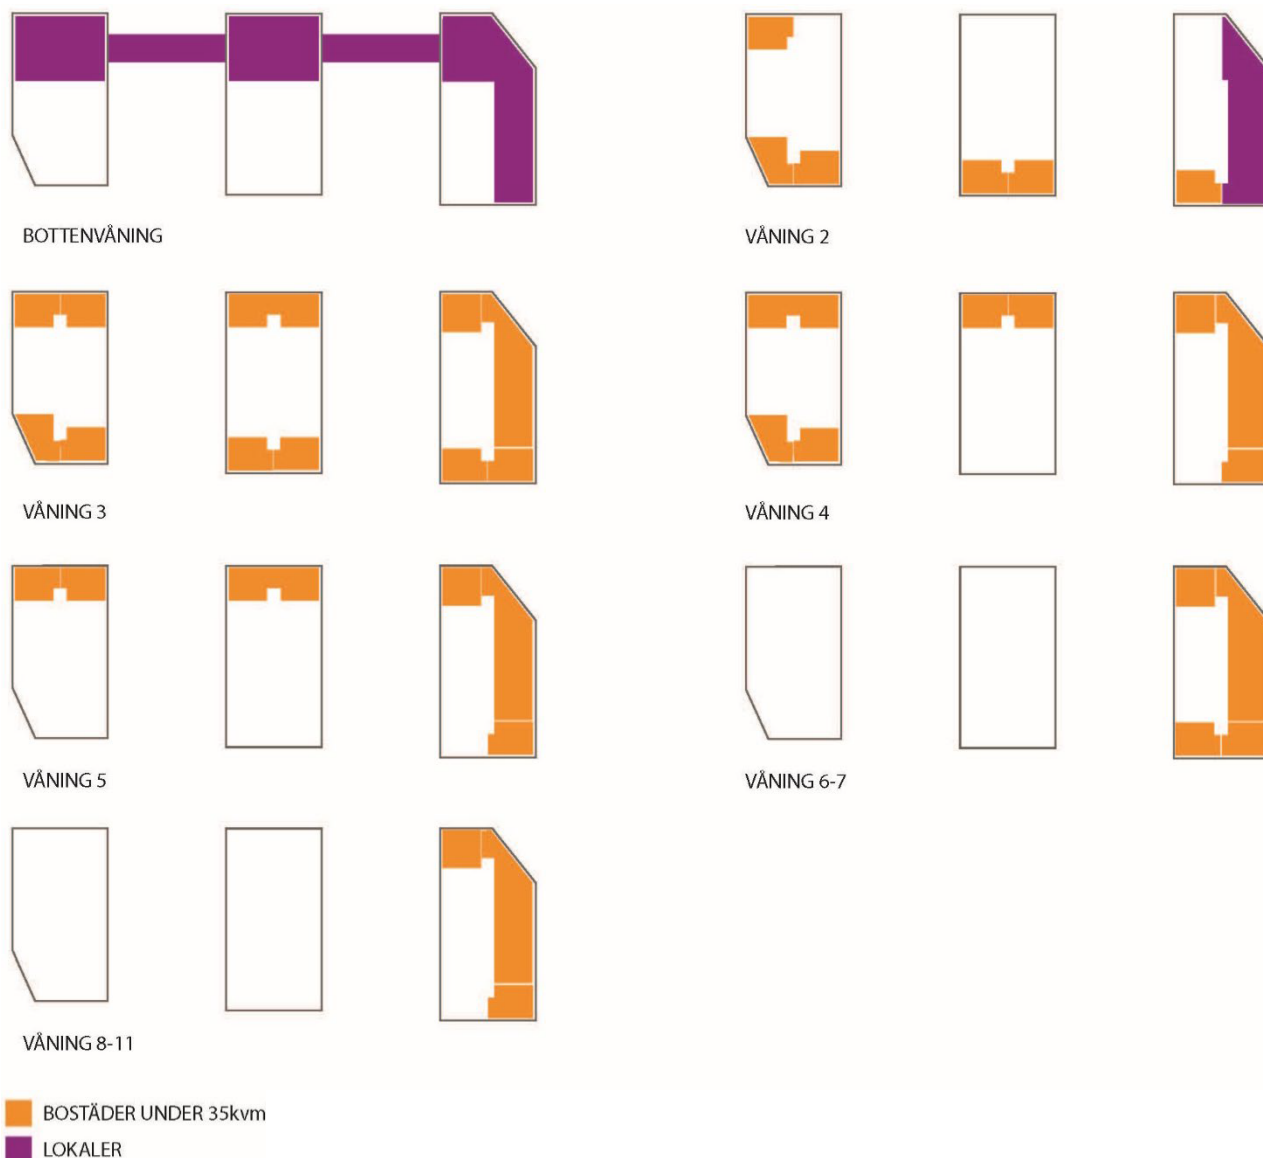 BOTTENVÅNING
VÅNING 2
VÅNING 3
VÅNING 4
VÅNING 5
VÅNING 6-7
VÅNING 8-11
BOSTÄDER UNDER 35kvm
LOKALER